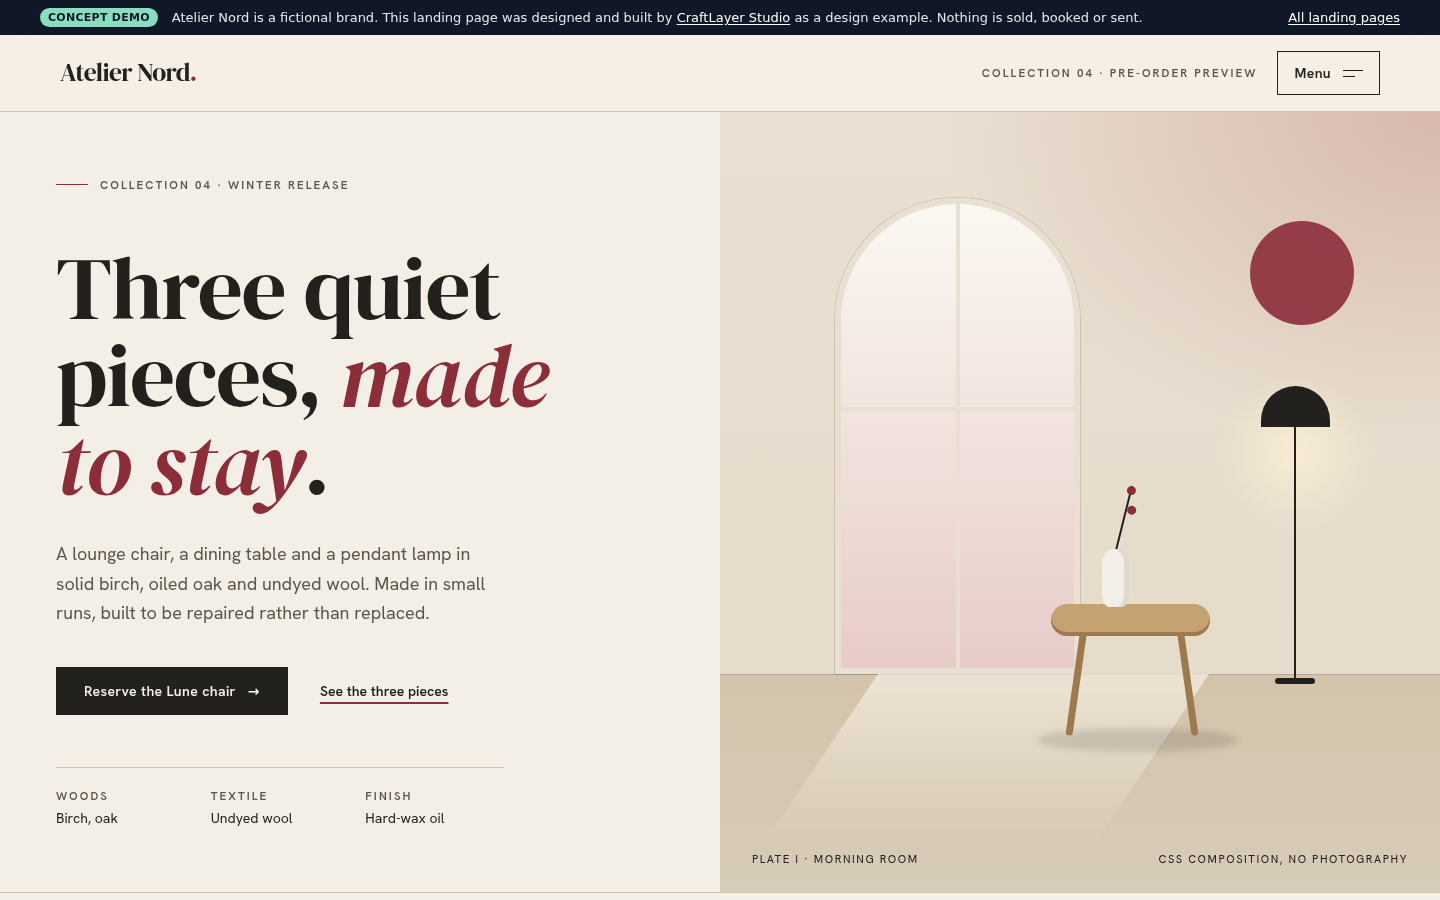 CONCEPT DEMO Atelier Nord is a fictional brand. This landing page was designed and built by CraftLayer Studio as a design example. Nothing is sold, booked or sent. All landing pages
Atelier Nord.
COLLECTION 04 · PRE-ORDER PREVIEW
Menu
COLLECTION 04 · WINTER RELEASE
Three quiet
pieces, made
to stay.
A lounge chair, a dining table and a pendant lamp in
solid birch, oiled oak and undyed wool. Made in small
runs, built to be repaired rather than replaced.
Reserve the Lune chair →
See the three pieces
WOODS
Birch, oak
TEXTILE
Undyed wool
FINISH
Hard-wax oil
PLATE I · MORNING ROOM
CSS COMPOSITION, NO PHOTOGRAPHY